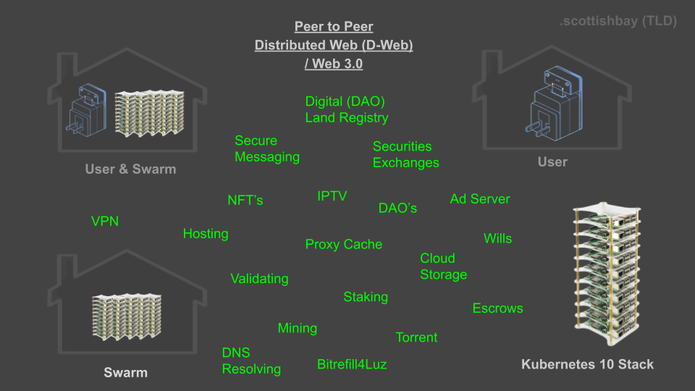 .scottishbay (TLD)
Peer to Peer
Distributed Web (D-Web)
/ Web 3.0
Digital (DAO)
Land Registry
Secure
Messaging
Securities
Exchanges
User & Swarm
User
NFT's
IPTV
DAO's
Ad Server
VPN
Hosting
Proxy Cache
Wills
Cloud
Storage
Validating
Staking
Escrows
Mining
Torrent
DNS
Resolving
Bitrefill4Luz
Swarm
Kubernetes 10 Stack